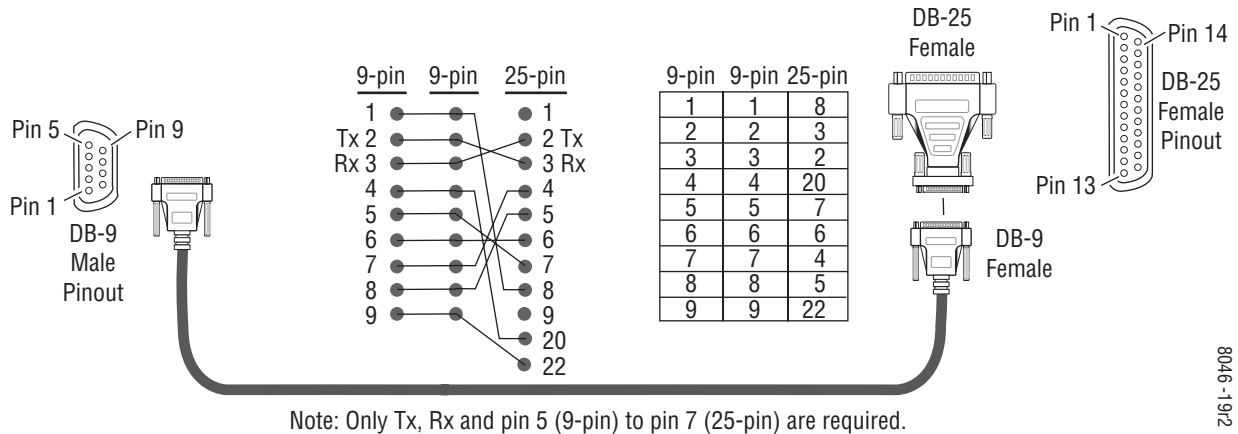 DB-25
Female
Pin 1
Pin 14
DB-25
Female
Pinout
Pin 13
9-pin 9-pin 25-pin
1 1
Tx 2 2 Tx
Rx 3 3 Rx
4 4
5 5
6 6
7 7
8 8
9 9
20
22
9-pin 9-pin 25-pin
1 1 8
2 2 3
3 3 2
4 4 20
5 5 7
6 6 6
7 7 4
8 8 5
9 9 22
Pin 5
Pin 9
Pin 1
DB-9
Male
Pinout
DB-9
Female
Note: Only Tx, Rx and pin 5 (9-pin) to pin 7 (25-pin) are required.
8046 -19r2